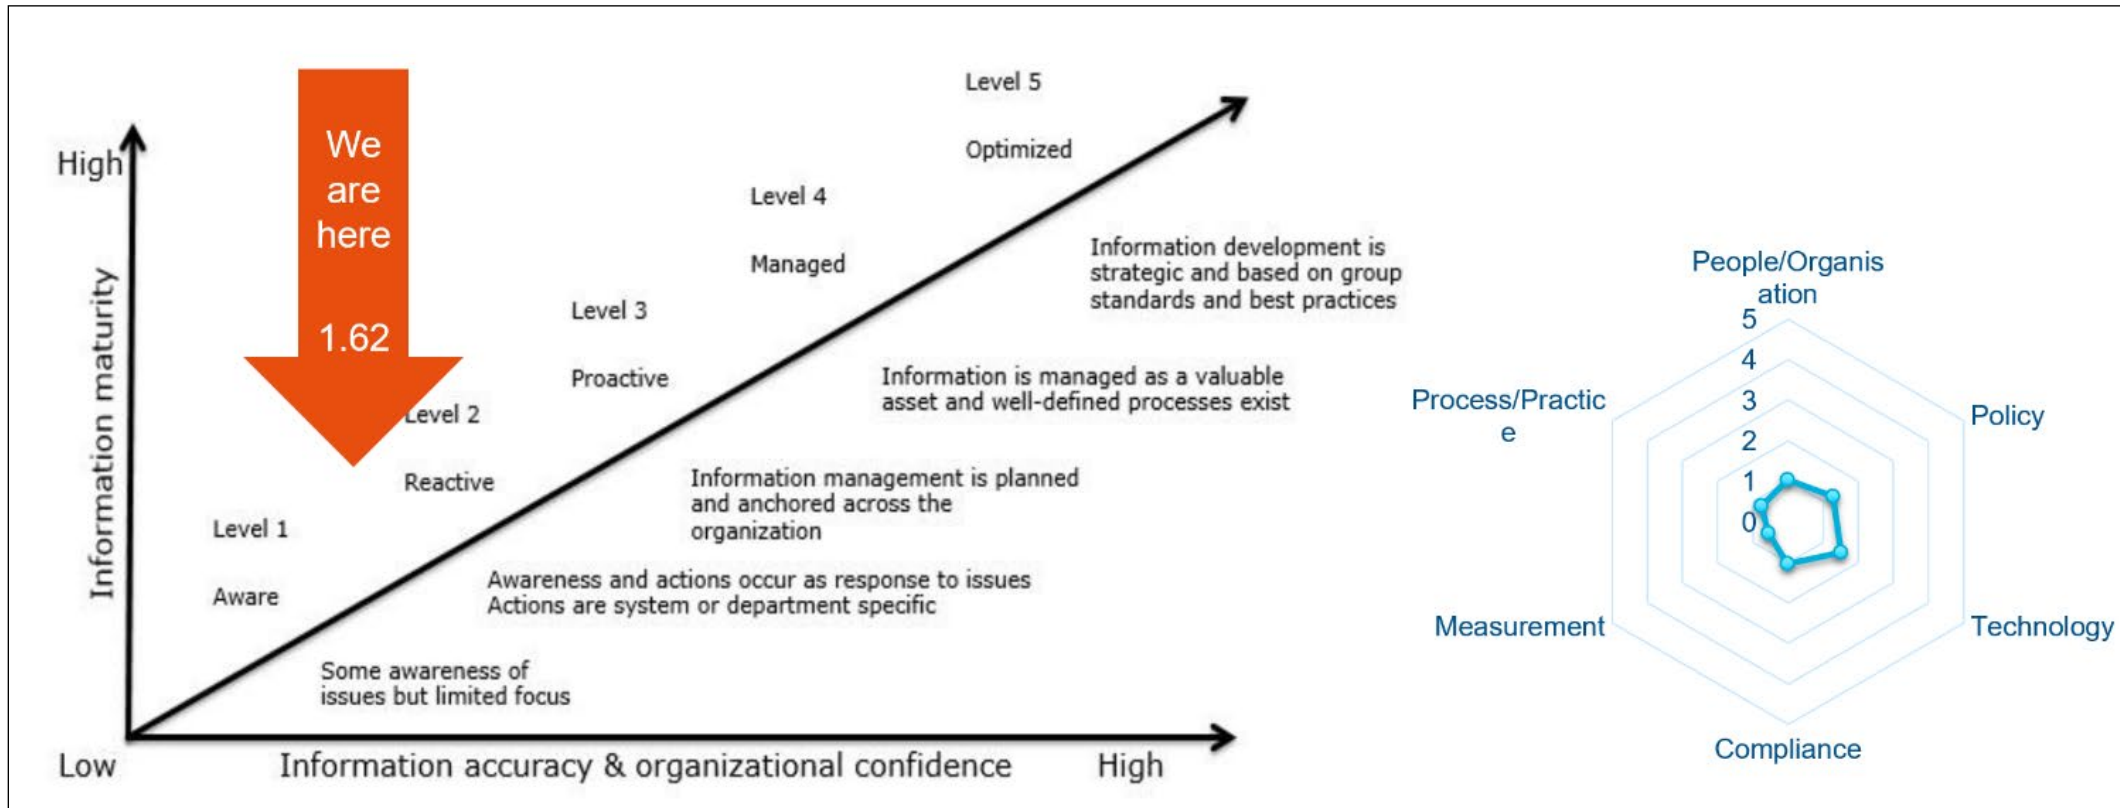 We
are
here
1.62
High
Information maturity
Low
Information accuracy & organizational confidence
High
Level 1
Aware
Some awareness of
issues but limited focus
Level 2
Reactive
Awareness and actions occur as response to issues
Actions are system or department specific
Level 3
Proactive
Information management is planned
and anchored across the
organization
Level 4
Managed
Information is managed as a valuable
asset and well-defined processes exist
Level 5
Optimized
Information development is
strategic and based on group
standards and best practices
People/Organis
ation
5
4
3
2
1
0
Policy
Technology
Compliance
Measurement
Process/Practic
e